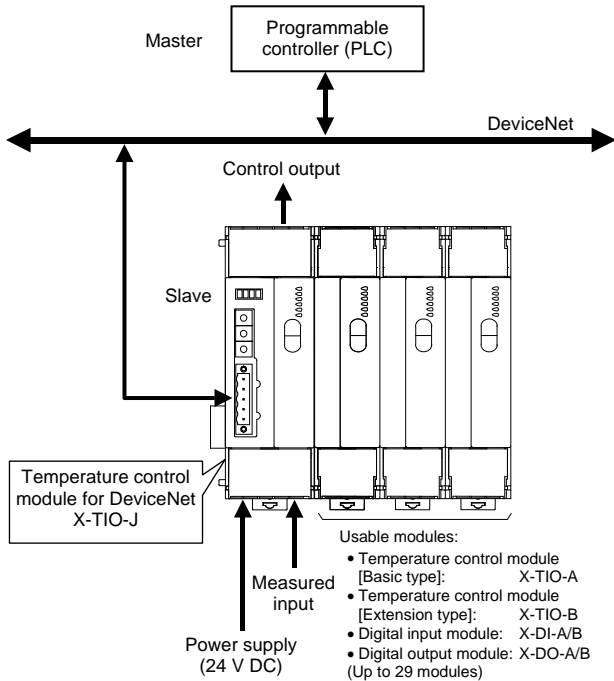 Master
Programmable
controller (PLC)
DeviceNet
Control output
Slave
Temperature control
module for DeviceNet
X-TIO-J
Measured
input
Power supply
(24 V DC)
Usable modules:
• Temperature control module
[Basic type]: X-TIO-A
• Temperature control module
[Extension type]: X-TIO-B
• Digital input module: X-DI-A/B
• Digital output module: X-DO-A/B
(Up to 29 modules)